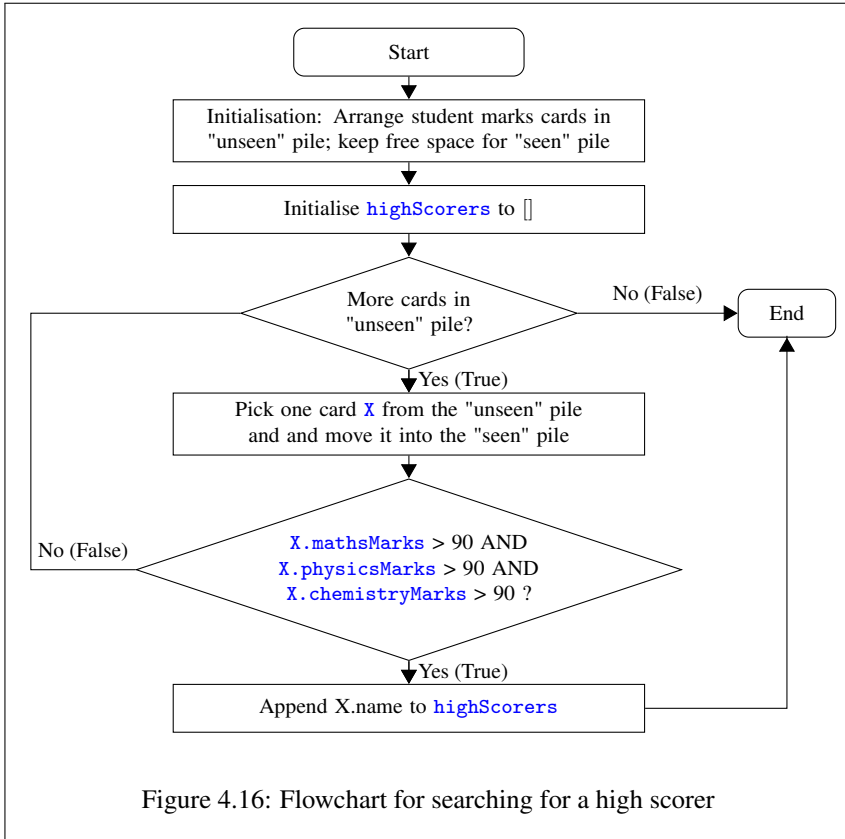 Start
Initialisation: Arrange student marks cards in
"unseen" pile; keep free space for "seen" pile
Initialise highScorers to []
More cards in
"unseen" pile?
No (False)
End
Yes (True)
Pick one card X from the "unseen" pile
and and move it into the "seen" pile
No (False)
X.mathsMarks > 90 AND
X.physicsMarks > 90 AND
X.chemistryMarks > 90 ?
Yes (True)
Append X.name to highScorers
Figure 4.16: Flowchart for searching for a high scorer